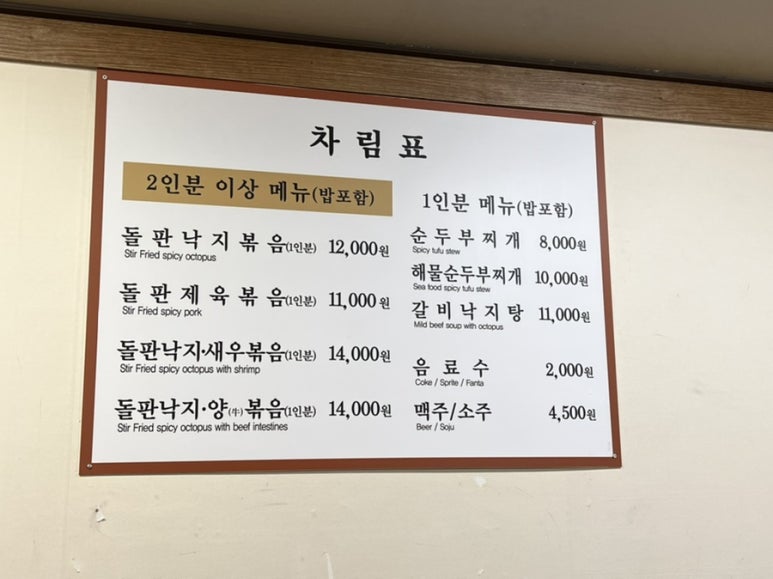 차림표
2인분 이상 메뉴(밥포함)
돌판낙지볶음(1인분) 12,000원
Stir Fried spicy octopus
돌판제육볶음(1인분) 11,000원
Stir Fried spicy pork
돌판낙지·새우볶음(1인분) 14,000원
Stir Fried spicy octopus with shrimp
돌판낙지·양(牛)볶음(1인분) 14,000원
Stir Fried spicy octopus with beef intestines
1인분 메뉴(밥포함)
순두부찌개 8,000원
Spicy tufu stew
해물순두부찌개 10,000원
Sea food spicy tufu stew
갈비낙지탕 11,000원
Mild beef soup with octopus
음료수 2,000원
Coke / Sprite / Fanta
맥주/소주 4,500원
Beer / Soju